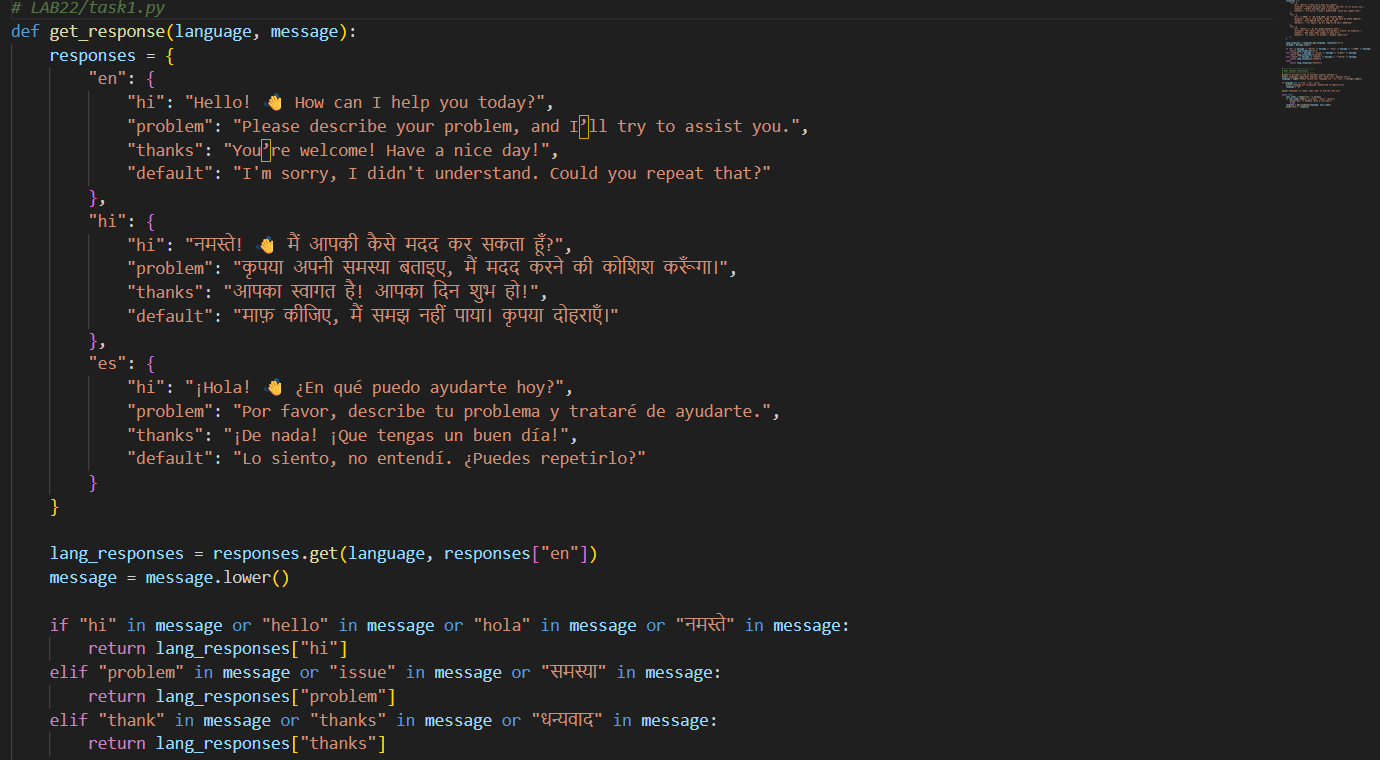 # LAB22/task1.py
def get_response(language, message):
    responses = {
        "en": {
            "hi": "Hello! 👋 How can I help you today?",
            "problem": "Please describe your problem, and I’ll try to assist you.",
            "thanks": "You’re welcome! Have a nice day!",
            "default": "I'm sorry, I didn't understand. Could you repeat that?"
        },
        "hi": {
            "hi": "नमस्ते! 👋 मैं आपकी कैसे मदद कर सकता हूँ?",
            "problem": "कृपया अपनी समस्या बताइए, मैं मदद करने की कोशिश करूँगा।",
            "thanks": "आपका स्वागत है! आपका दिन शुभ हो!",
            "default": "माफ़ कीजिए, मैं समझ नहीं पाया। कृपया दोहराएँ।"
        },
        "es": {
            "hi": "¡Hola! 👋 ¿En qué puedo ayudarte hoy?",
            "problem": "Por favor, describe tu problema y trataré de ayudarte.",
            "thanks": "¡De nada! ¡Que tengas un buen día!",
            "default": "Lo siento, no entendí. ¿Puedes repetirlo?"
        }
    }

    lang_responses = responses.get(language, responses["en"])
    message = message.lower()

    if "hi" in message or "hello" in message or "hola" in message or "नमस्ते" in message:
        return lang_responses["hi"]
    elif "problem" in message or "issue" in message or "समस्या" in message:
        return lang_responses["problem"]
    elif "thank" in message or "thanks" in message or "धन्यवाद" in message:
        return lang_responses["thanks"]